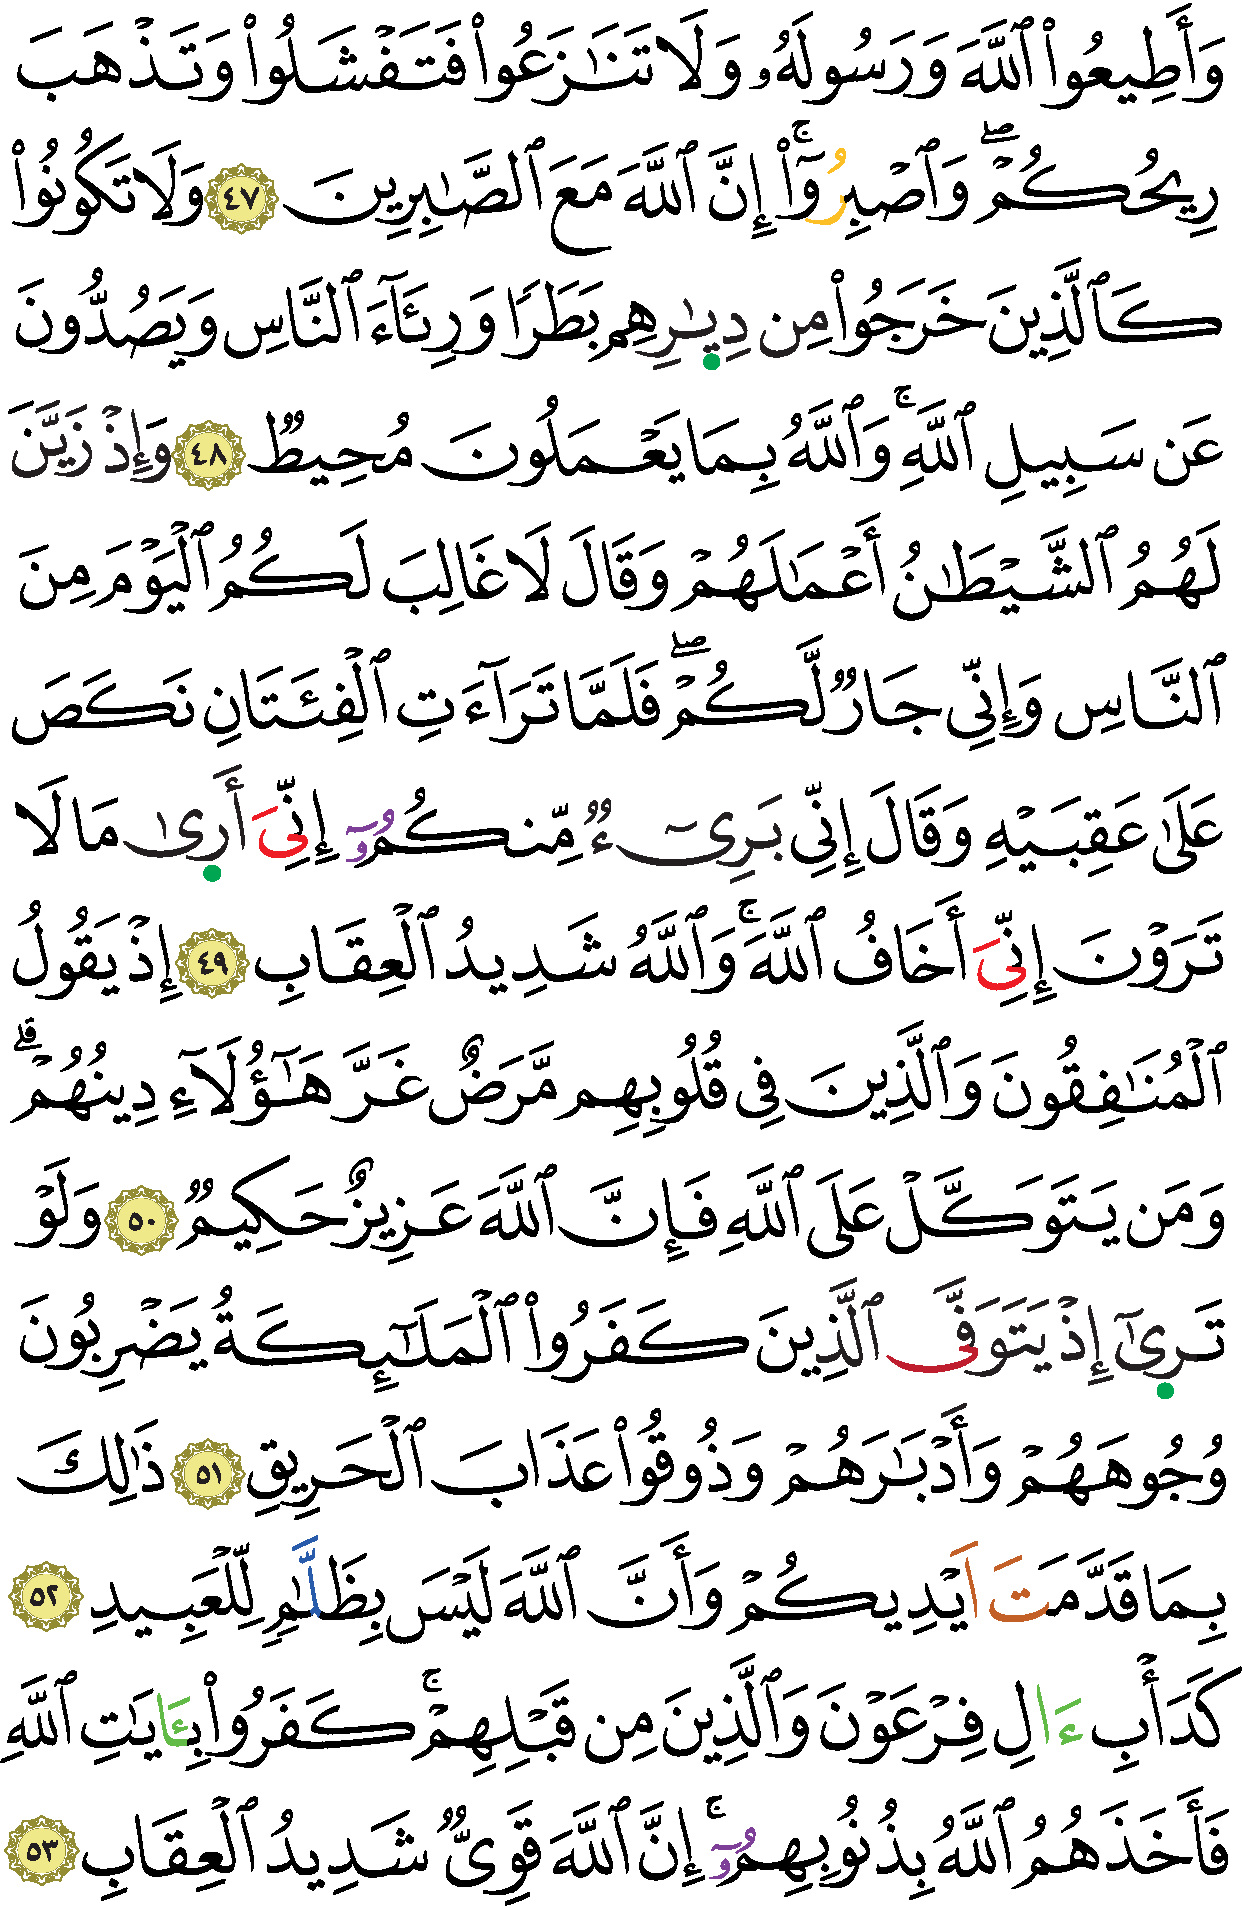 وَأَطِيعُواْ ٱللَّهَ وَرَسُولَهُۥ وَلَا تَنَٰزَعُواْ فَتَفۡشَلُواْ وَتَذۡهَبَ
رِيحُكُمۡۖ وَٱصۡبِرُوٓاْۚ إِنَّ ٱللَّهَ مَعَ ٱلصَّٰبِرِينَ ٤٧ وَلَا تَكُونُواْ
كَٱلَّذِينَ خَرَجُواْ مِن دِيَٰرِهِم بَطَرٗا وَرِئَآءَ ٱلنَّاسِ وَيَصُدُّونَ
عَن سَبِيلِ ٱللَّهِۚ وَٱللَّهُ بِمَا يَعۡمَلُونَ مُحِيطٞ ٤٨ وَإِذۡ زَيَّنَ
لَهُمُ ٱلشَّيۡطَٰنُ أَعۡمَٰلَهُمۡ وَقَالَ لَا غَالِبَ لَكُمُ ٱلۡيَوۡمَ مِنَ
ٱلنَّاسِ وَإِنِّي جَارٞ لَّكُمۡۖ فَلَمَّا تَرَآءَتِ ٱلۡفِئَتَانِ نَكَصَ
عَلَىٰ عَقِبَيۡهِ وَقَالَ إِنِّي بَرِيٓءٞ مِّنكُمُۥٓ إِنِّيَ أَرىٰ مَا لَا
تَرَوۡنَ إِنِّيَ أَخَافُ ٱللَّهَۚ وَٱللَّهُ شَدِيدُ ٱلۡعِقَابِ ٤٩ إِذۡ يَقُولُ
ٱلۡمُنَٰفِقُونَ وَٱلَّذِينَ فِي قُلُوبِهِم مَّرَضٌ غَرَّ هَٰٓؤُلَآءِ دِينُهُمۡۗ
وَمَن يَتَوَكَّلۡ عَلَى ٱللَّهِ فَإِنَّ ٱللَّهَ عَزِيزٌ حَكِيمٞ ٥٠ وَلَوۡ
تَرىٰٓ إِذۡ يَتَوَفَّى ٱلَّذِينَ كَفَرُواْ ٱلۡمَلَٰٓئِكَةُ يَضۡرِبُونَ
وُجُوهَهُمۡ وَأَدۡبَٰرَهُمۡ وَذُوقُواْ عَذَابَ ٱلۡحَرِيقِ ٥١ ذَٰلِكَ
بِمَا قَدَّمَتَ اَيۡدِيكُمۡ وَأَنَّ ٱللَّهَ لَيۡسَ بِظَلَّٰمٖ لِّلۡعَبِيدِ ٥٢
كَدَأۡبِ ءَالِ فِرۡعَوۡنَ وَٱلَّذِينَ مِن قَبۡلِهِمۡۚ كَفَرُواْ بِـَٔايَٰتِ ٱللَّهِ
فَأَخَذَهُمُ ٱللَّهُ بِذُنُوبِهِمُۥٓۚ إِنَّ ٱللَّهَ قَوِيّٞ شَدِيدُ ٱلۡعِقَابِ ٥٣